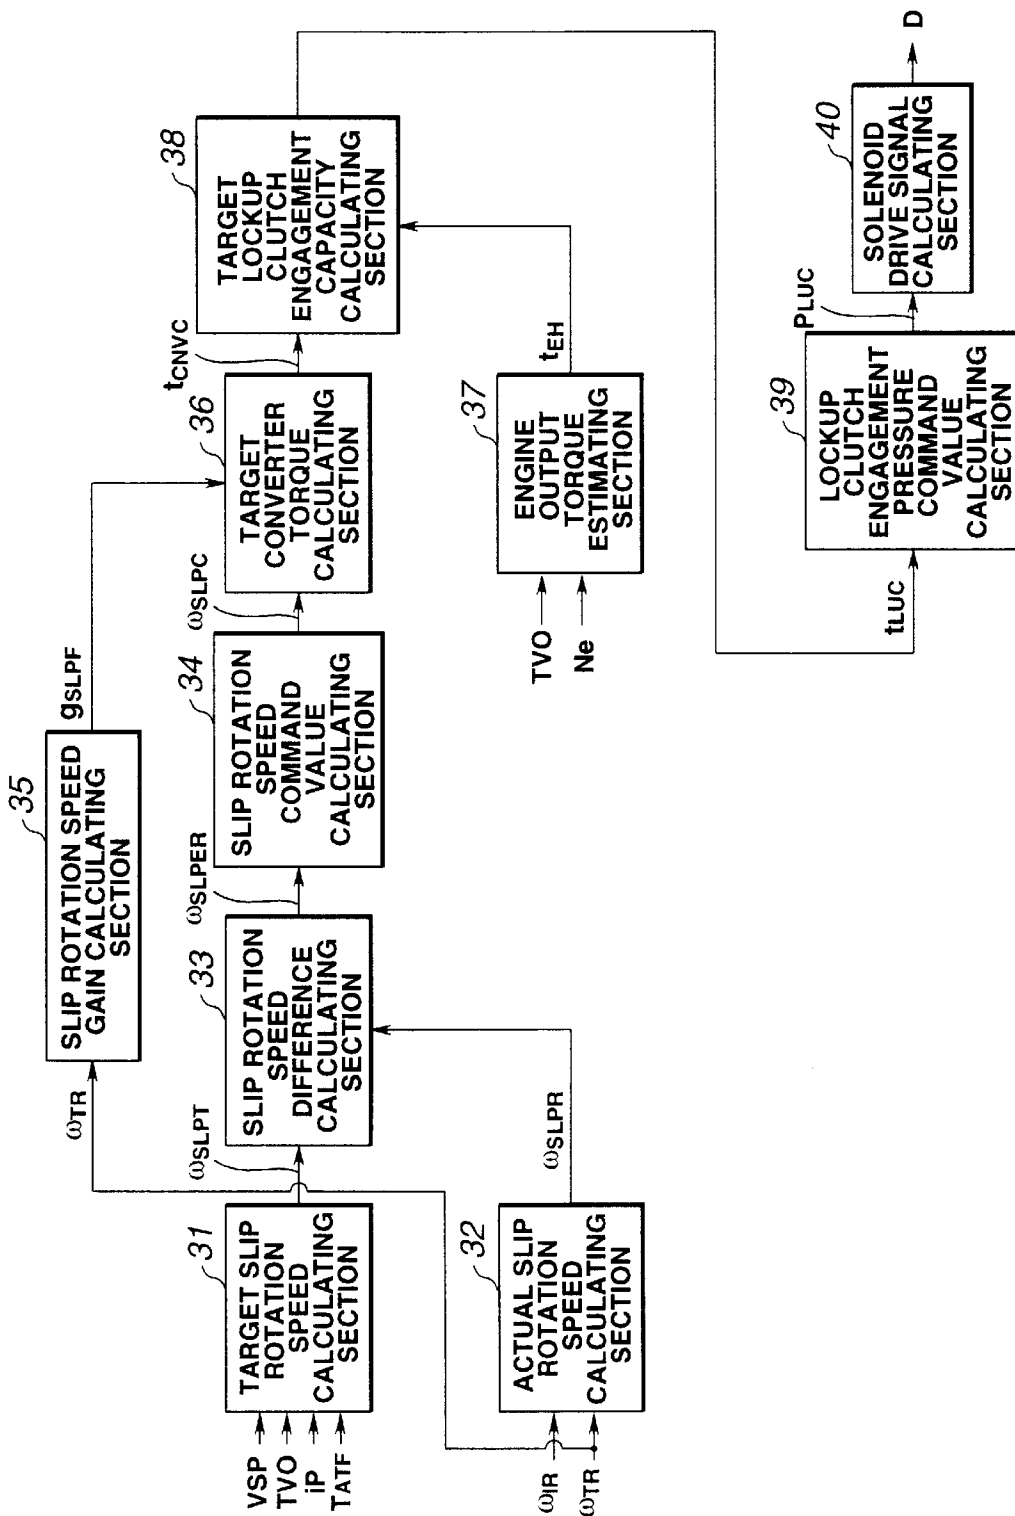 35
SLIP ROTATION SPEED
GAIN CALCULATING
SECTION
ωTR
gSLPF
VSP
TVO
iP
TATF
31
TARGET SLIP
ROTATION
SPEED
CALCULATING
SECTION
ωSLPT
33
SLIP ROTATION
SPEED
DIFFERENCE
CALCULATING
SECTION
ωSLPER
34
SLIP ROTATION
SPEED
COMMAND
VALUE
CALCULATING
SECTION
ωSLPC
36
TARGET
CONVERTER
TORQUE
CALCULATING
SECTION
tCNVC
38
TARGET
LOCKUP
CLUTCH
ENGAGEMENT
CAPACITY
CALCULATING
SECTION
ωIR
ωTR
32
ACTUAL SLIP
ROTATION
SPEED
CALCULATING
SECTION
ωSLPR
TVO
Ne
37
ENGINE
OUTPUT
TORQUE
ESTIMATING
SECTION
tEH
tLUC
39
LOCKUP
CLUTCH
ENGAGEMENT
PRESSURE
COMMAND
VALUE
CALCULATING
SECTION
PLUC
40
SOLENOID
DRIVE SIGNAL
CALCULATING
SECTION
D